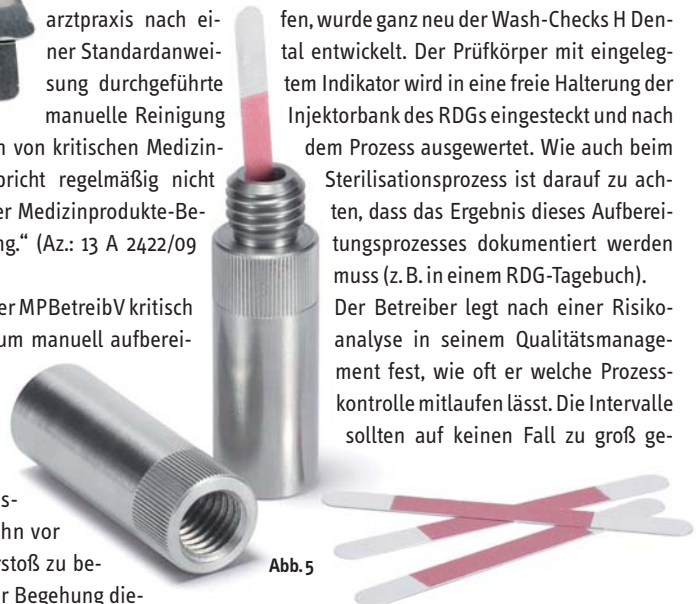 arztpraxis nach ei-
ner Standardanwei-
sung durchgeführte
manuelle Reinigung
n von kritischen Medizin-
pricht regelmäßig nicht
er Medizinprodukte-Be-
ng.“ (Az.: 13 A 2422/09
er MPBetreibV kritisch
um manuell aufberei-
s-
hn vor
rstoß zu be-
er Begehung die-
fen, wurde ganz neu der Wash-Checks H Den-
tal entwickelt. Der Prüfkörper mit eingeleg-
tem Indikator wird in eine freie Halterung der
Injektorbank des RDGs eingesteckt und nach
dem Prozess ausgewertet. Wie auch beim
Sterilisationsprozess ist darauf zu ach-
ten, dass das Ergebnis dieses Aufberei-
tungsprozesses dokumentiert werden
muss (z. B. in einem RDG-Tagebuch).
Der Betreiber legt nach einer Risiko-
analyse in seinem Qualitätsmanage-
ment fest, wie oft er welche Prozess-
kontrolle mitlaufen lässt. Die Intervalle
sollten auf keinen Fall zu groß ge-
Abb. 5